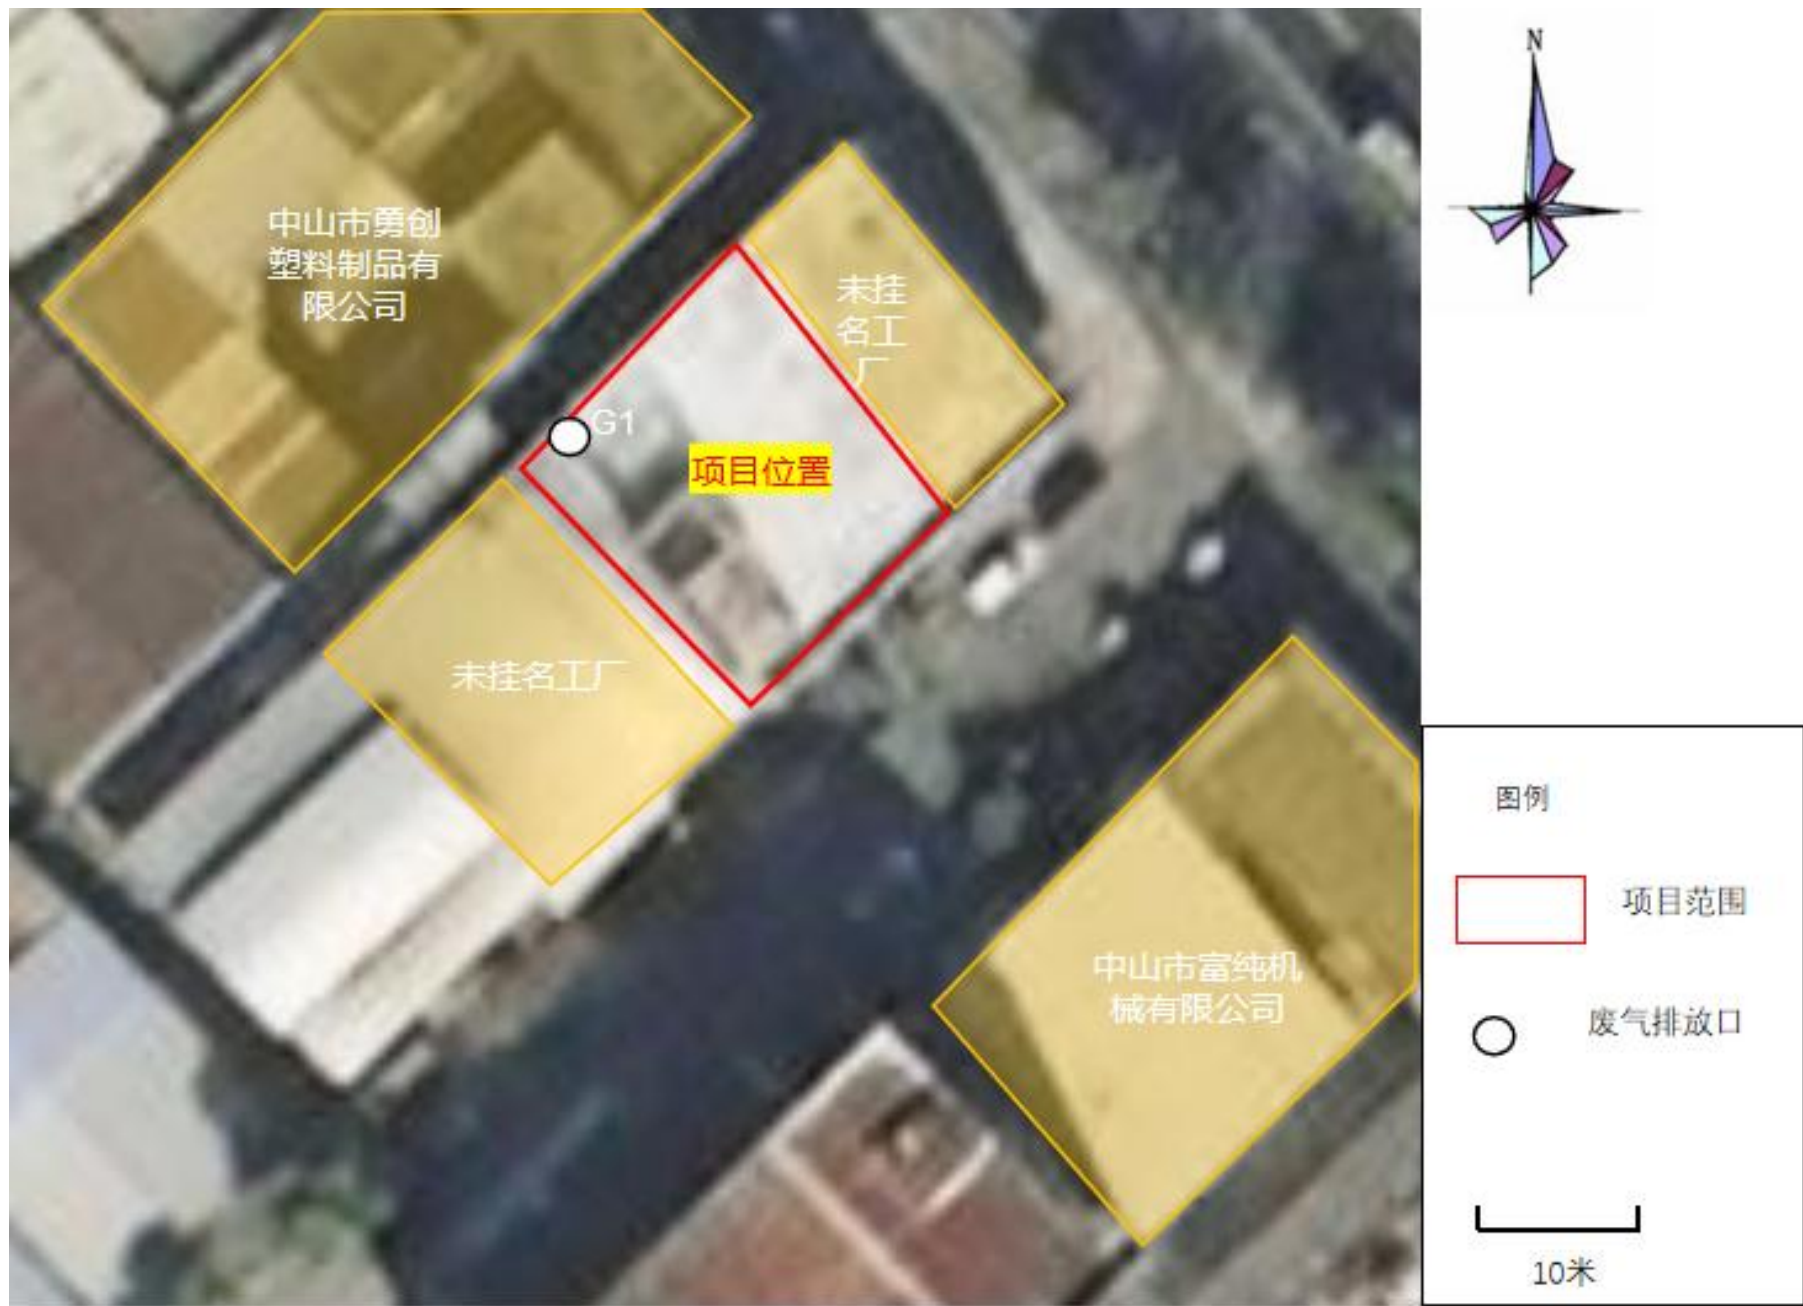 N
中山市勇创
塑料制品有
限公司
未挂
名工
厂
G1
项目位置
未挂名工厂
中山市富纯机
械有限公司
图例
项目范围
废气排放口
10米